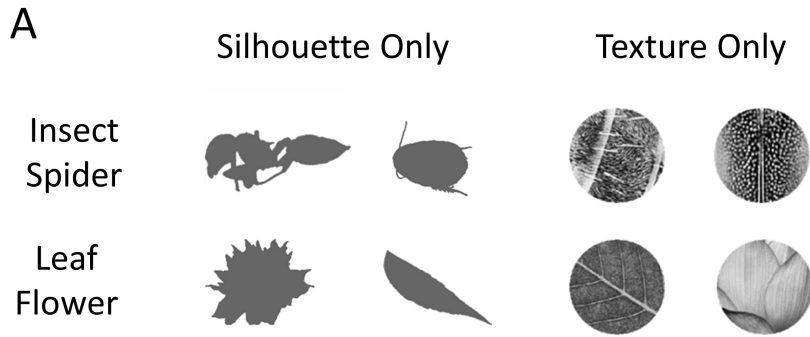 A
Silhouette Only
Texture Only
Insect
Spider
Leaf
Flower